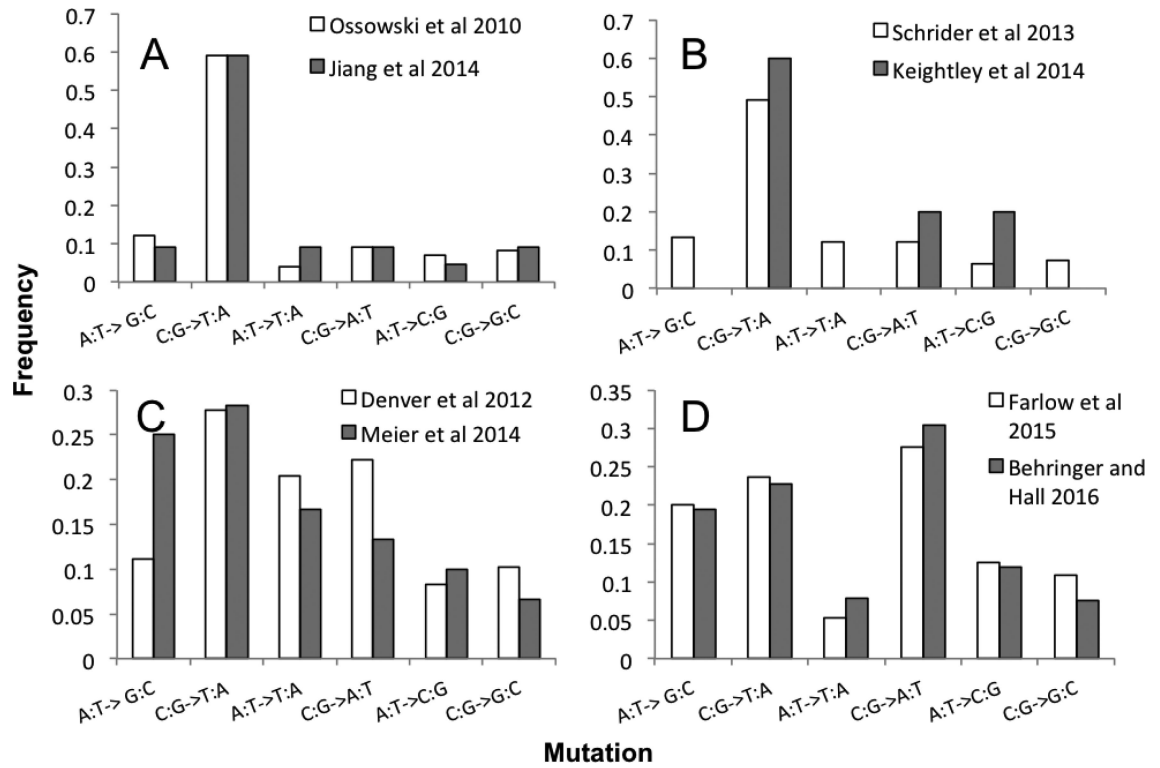 A
Ossowski et al 2010
Jiang et al 2014
0.7
0.6
0.5
0.4
0.3
0.2
0.1
0
A:T-> G:C
C:G->T:A
A:T->T:A
C:G->A:T
A:T->C:G
C:G->G:C
B
Schrider et al 2013
Keightley et al 2014
0.7
0.6
0.5
0.4
0.3
0.2
0.1
0
A:T-> G:C
C:G->T:A
A:T->T:A
C:G->A:T
A:T->C:G
C:G->G:C
Frequency
C
Denver et al 2012
Meier et al 2014
0.3
0.25
0.2
0.15
0.1
0.05
0
A:T-> G:C
C:G->T:A
A:T->T:A
C:G->A:T
A:T->C:G
C:G->G:C
D
Farlow et al
2015
Behringer and
Hall 2016
0.35
0.3
0.25
0.2
0.15
0.1
0.05
0
A:T-> G:C
C:G->T:A
A:T->T:A
C:G->A:T
A:T->C:G
C:G->G:C
Mutation